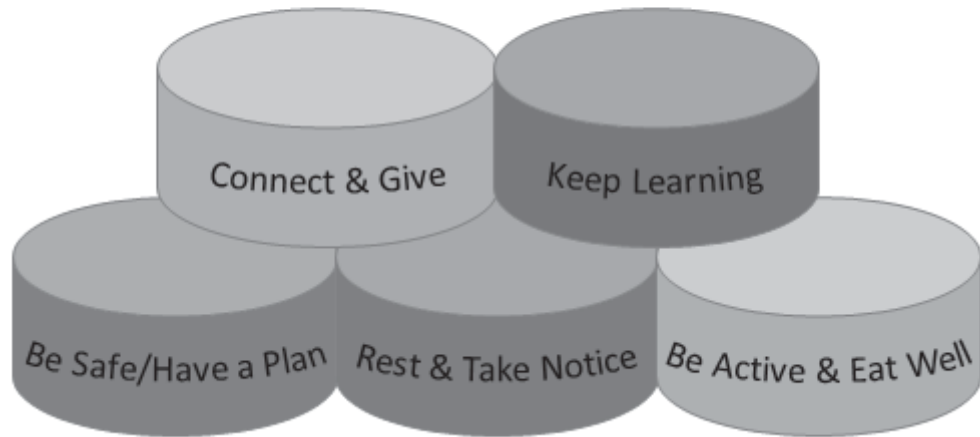 Connect & Give
Keep Learning
Be Safe/Have a Plan
Rest & Take Notice
Be Active & Eat Well